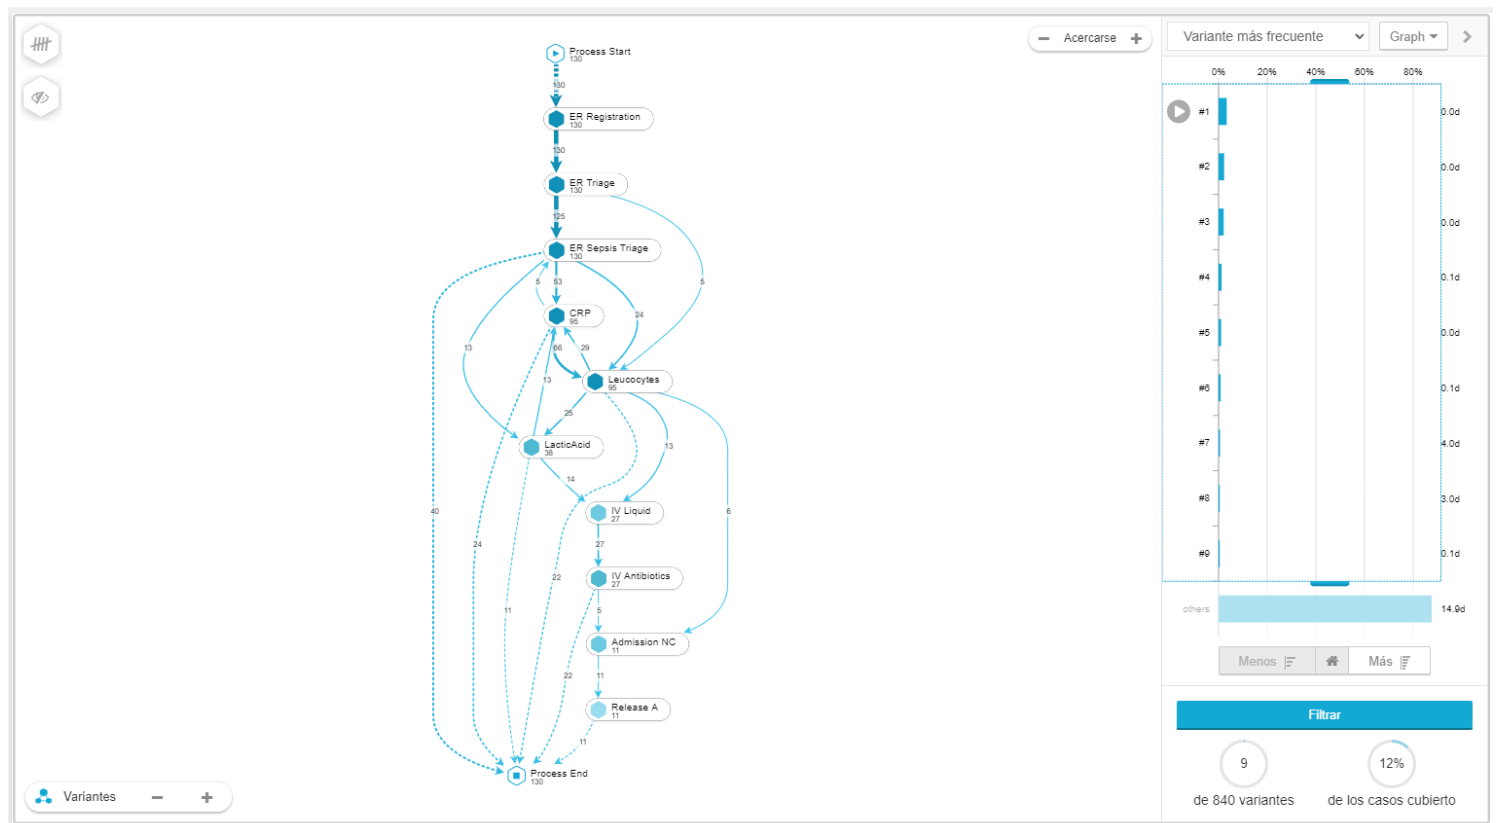 Process Start
130
130
ER Registration
130
130
ER Triage
130
125
ER Sepsis Triage
130
5
53
5
CRP
95
24
13
66
29
13
Leucocytes
95
25
LacticAcid
38
13
14
IV Liquid
27
40
6
24
27
22
IV Antibiotics
27
11
5
Admission NC
11
22
11
Release A
11
11
Process End
130
Acercarse
Variantes
Variante más frecuente
Graph
0%
20%
40%
60%
80%
#1
0.0d
#2
0.0d
#3
0.0d
#4
0.1d
#5
0.0d
#6
0.1d
#7
4.0d
#8
3.0d
#9
0.1d
others
14.9d
Menos
Más
Filtrar
9
12%
de 840 variantes
de los casos cubierto